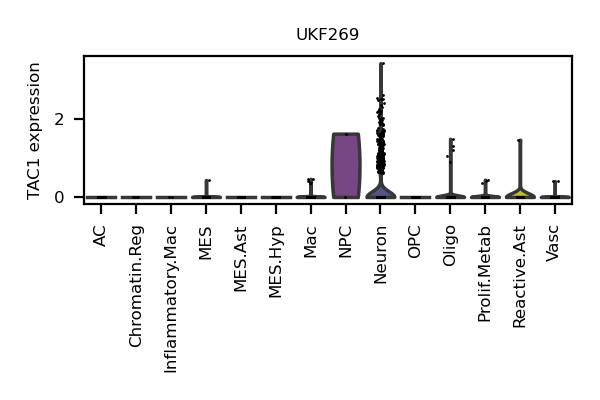 UKF269
TAC1 expression
2
0
AC
Chromatin.Reg
Inflammatory.Mac
MES
MES.Ast
MES.Hyp
Mac
NPC
Neuron
OPC
Oligo
Prolif.Metab
Reactive.Ast
Vasc